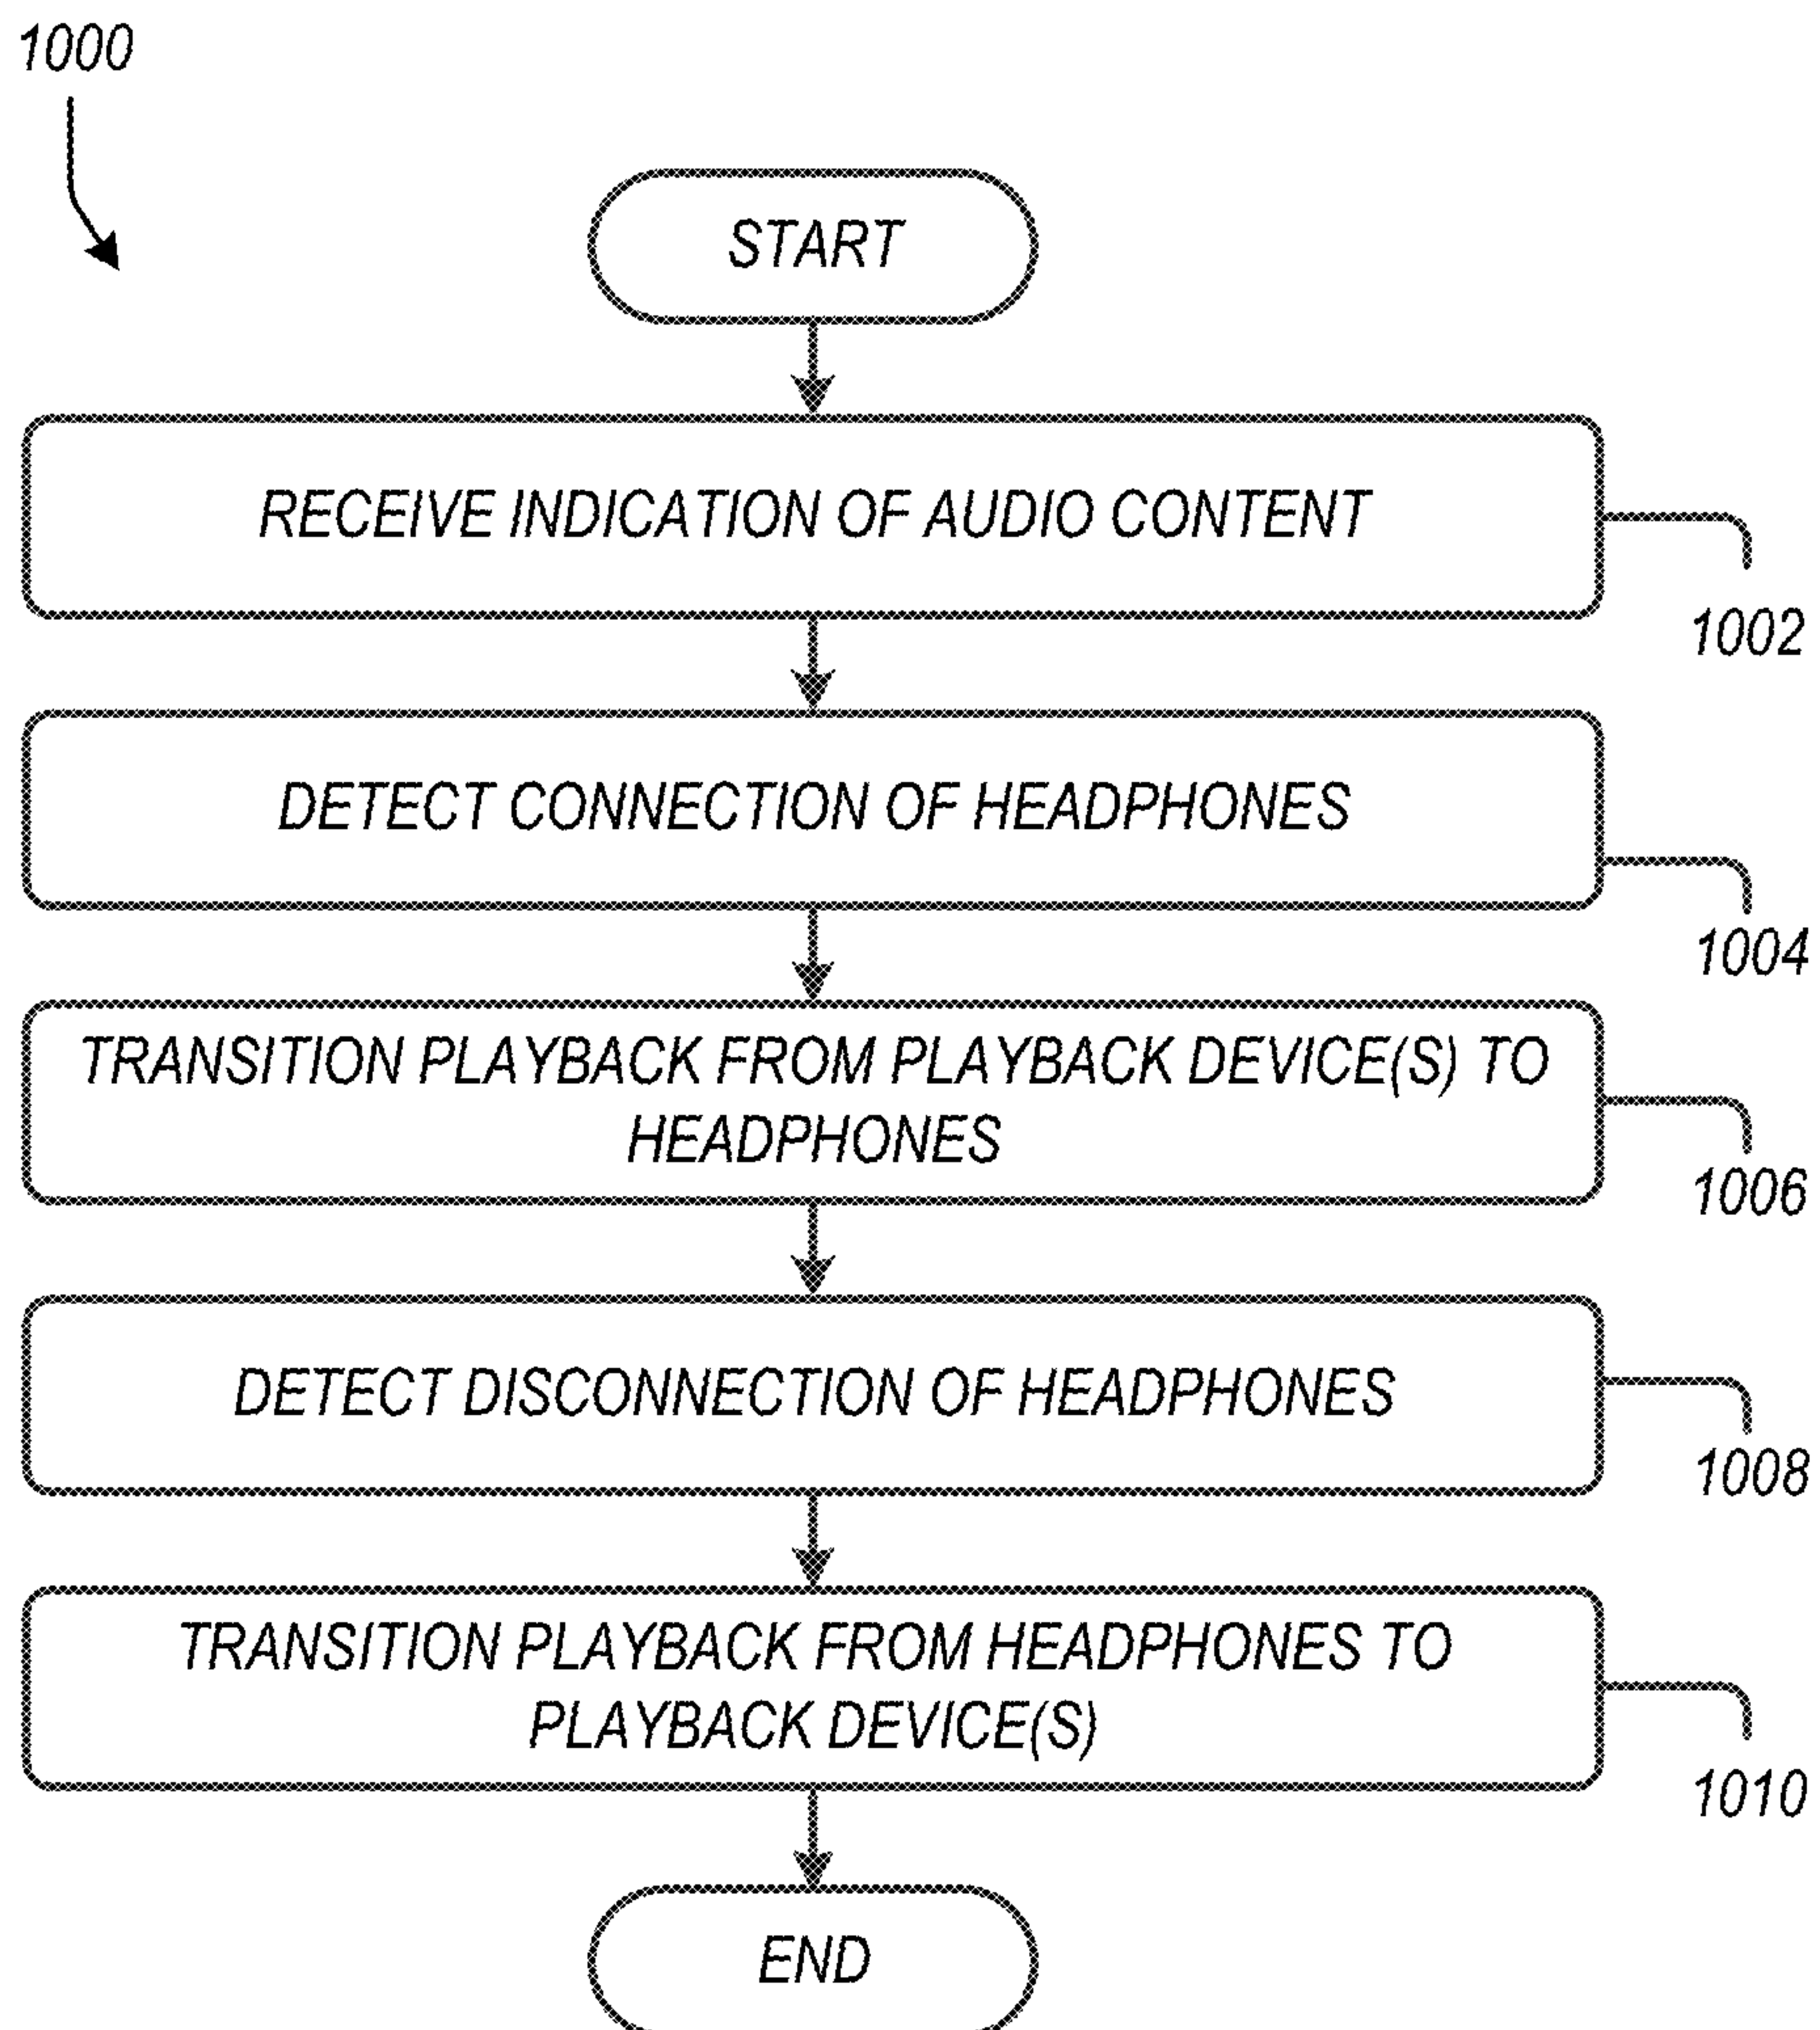 1000
START
RECEIVE INDICATION OF AUDIO CONTENT
1002
DETECT CONNECTION OF HEADPHONES
1004
TRANSITION PLAYBACK FROM PLAYBACK DEVICE(S) TO
HEADPHONES
1006
DETECT DISCONNECTION OF HEADPHONES
1008
TRANSITION PLAYBACK FROM HEADPHONES TO
PLAYBACK DEVICE(S)
1010
END